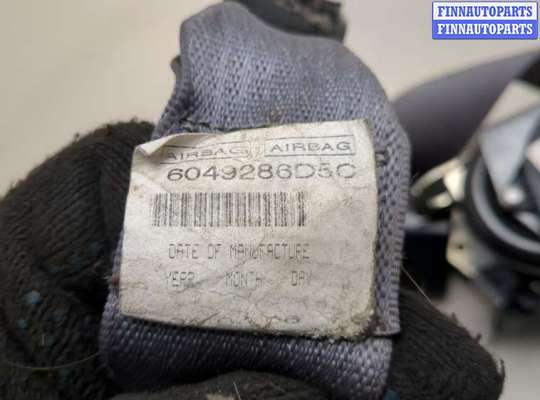 FINNAUTOPARTS
FINNAUTOPARTS
AIRBAG AIRBAG
6049286D5C
DATE OF MANUFACTURE
YEAR MONTH DAY